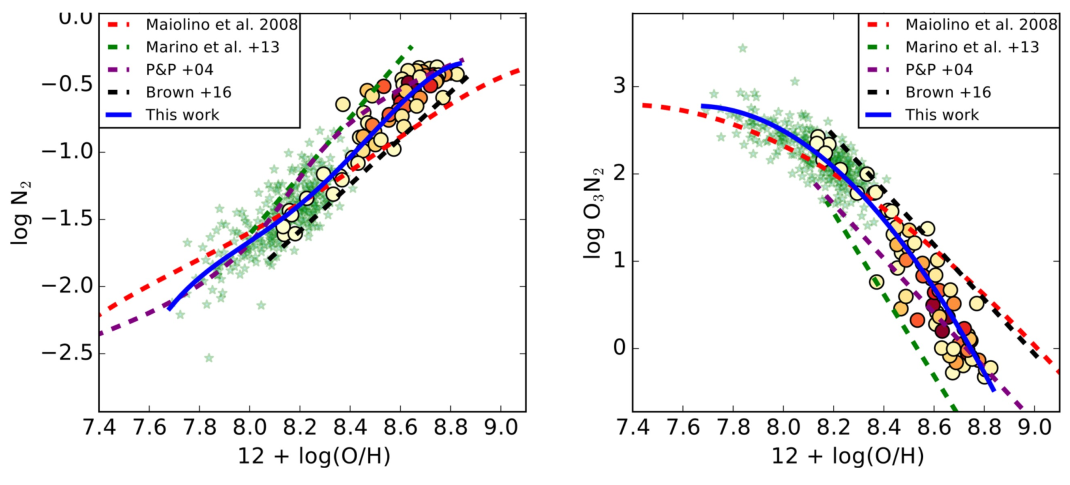 0.0
−0.5
−1.0
−1.5
−2.0
−2.5
log N₂
Maiolino et al. 2008
Marino et al. +13
P&P +04
Brown +16
This work
7.4 7.6 7.8 8.0 8.2 8.4 8.6 8.8 9.0
12 + log(O/H)
3
2
1
0
log O₃N₂
Maiolino et al. 2008
Marino et al. +13
P&P +04
Brown +16
This work
7.4 7.6 7.8 8.0 8.2 8.4 8.6 8.8 9.0
12 + log(O/H)